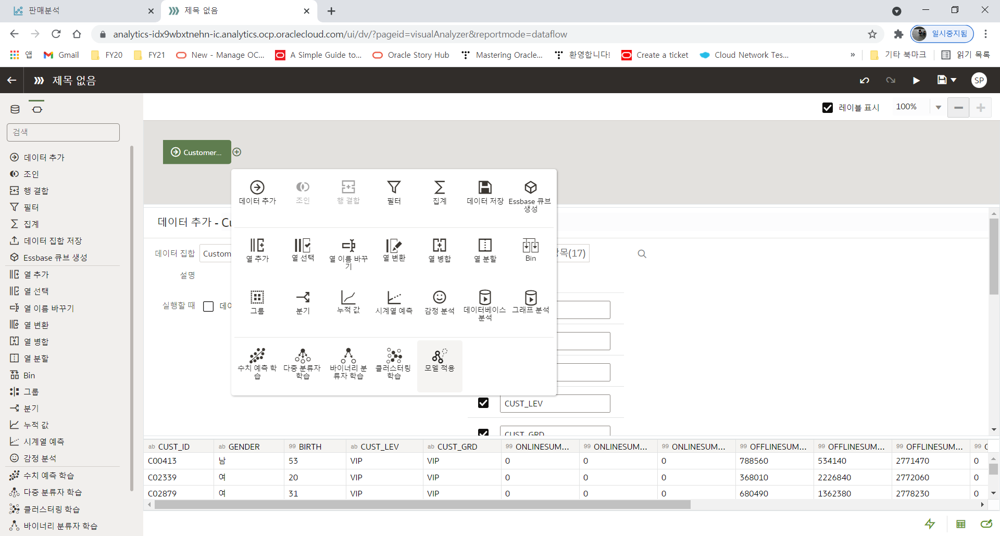 판매분석
제목 없음
analytics-idx9wbxtnehn-ic.analytics.ocp.oraclecloud.com/ui/dv/?pageid=visualAnalyzer&reportmode=dataflow
일시중지됨
앱
Gmail
FY20
FY21
New - Manage OC...
A Simple Guide to...
Oracle Story Hub
Mastering Oracle...
환영합니다!
Create a ticket
Cloud Network Tes...
»
기타 북마크
읽기 목록
제목 없음
SP
레이블 표시
100%
검색
데이터 추가
조인
행 결합
필터
집계
데이터 집합 저장
Essbase 큐브 생성
열 추가
열 선택
열 이름 바꾸기
열 변환
열 병합
열 분할
Bin
그룹
분기
누적 값
시계열 예측
감정 분석
수치 예측 학습
다중 분류자 학습
클러스터링 학습
바이너리 분류자 학습
Customer...
데이터 추가
조인
행 결합
필터
집계
데이터 저장
Essbase 큐브
생성
열 추가
열 선택
열 이름 바꾸
기
열 변환
열 병합
열 분할
Bin
그룹
분기
누적 값
시계열 예측
감정 분석
데이터베이스
분석
그래프 분석
수치 예측 학
습
다중 분류자
학습
바이너리 분
류자 학습
클러스터링
학습
모델 적용
데이터 추가 - Cu
데이터 집합
Custom
목(17)
설명
실행할 때
데이
CUST_LEV
CUST_GRD
ab CUST_ID ab GENDER 99 BIRTH ab CUST_LEV ab CUST_GRD 99 ONLINESUM... 99 ONLINESUM... 99 ONLINESUM... 99 OFFLINESUM... 99 OFFLINESUM... 99 OFFLINESUM... 99
C00413 남 53 VIP VIP 0 0 0 788560 534140 2771470 0
C02339 여 20 VIP VIP 0 0 0 368010 2226840 2772060 0
C02879 여 31 VIP VIP 0 0 0 680490 1362380 2778230 0